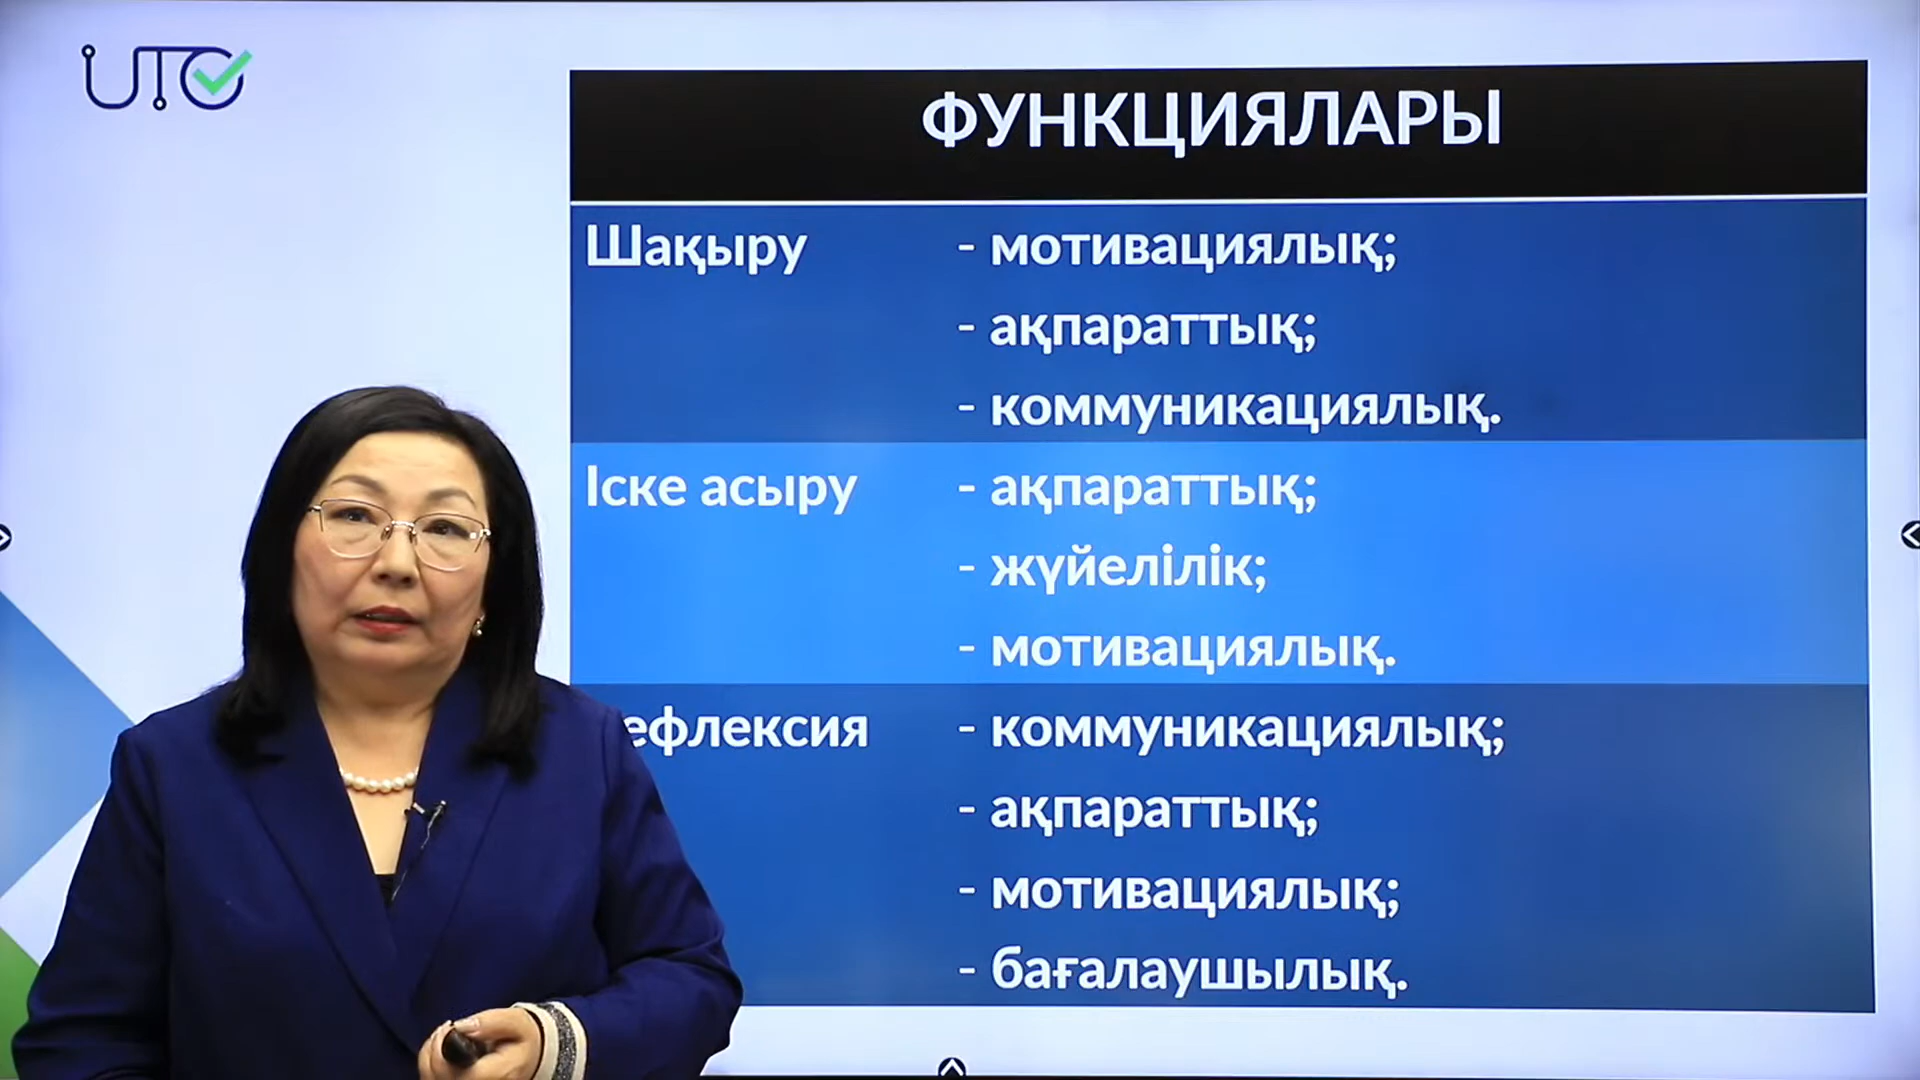 UTO
ФУНКЦИЯЛАРЫ
Шақыру - мотивациялық;
- ақпараттық;
- коммуникациялық.
Іске асыру - ақпараттық;
- жүйелілік;
- мотивациялық.
ефлексия - коммуникациялық;
- ақпараттық;
- мотивациялық;
- бағалаушылық.